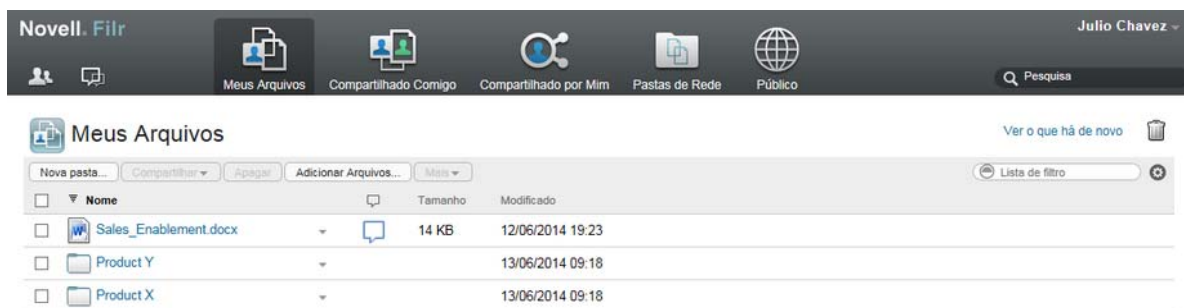 Novell. Filr
Julio Chavez
Meus Arquivos
Compartilhado Comigo
Compartilhado por Mim
Pastas de Rede
Público
Pesquisa
Meus Arquivos
Ver o que há de novo
Nova pasta... Compartilhar Apagar Adicionar Arquivos... Mais Lista de filtro
Nome Tamanho Modificado
Sales_Enablement.docx 14 KB 12/06/2014 19:23
Product Y 13/06/2014 09:18
Product X 13/06/2014 09:18